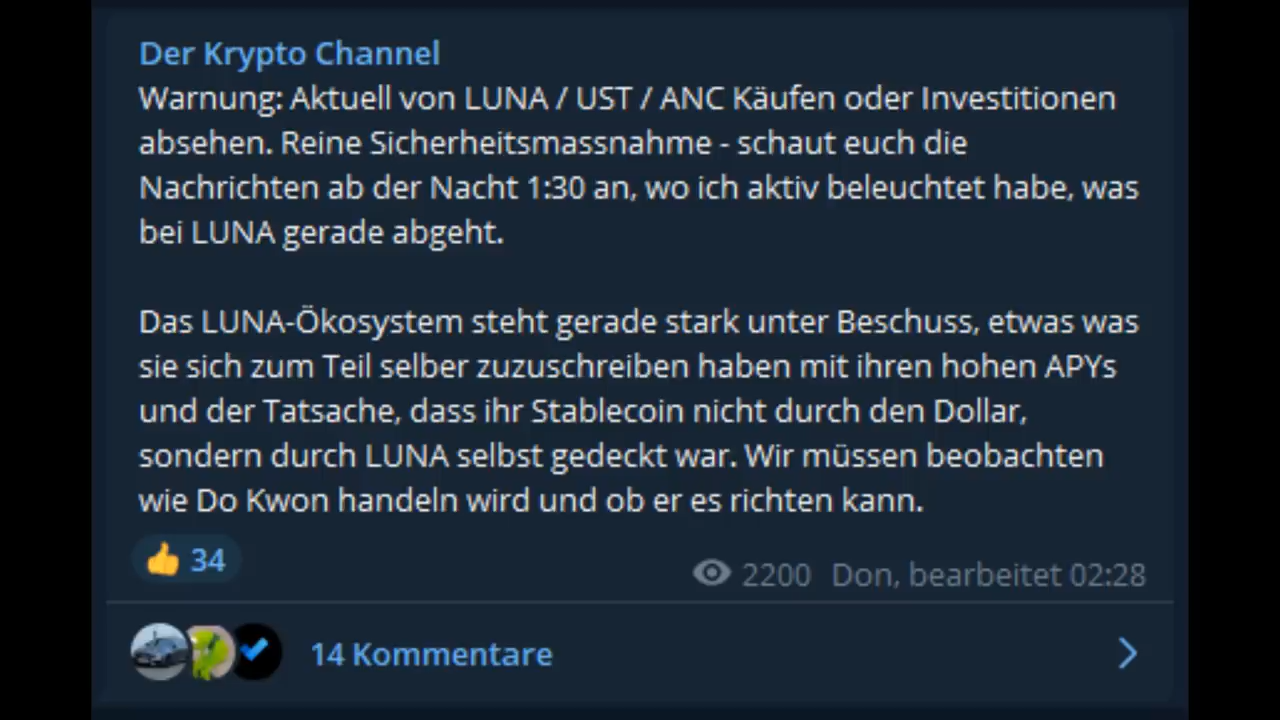 Der Krypto Channel
Warnung: Aktuell von LUNA / UST / ANC Käufen oder Investitionen
absehen. Reine Sicherheitsmassnahme - schaut euch die
Nachrichten ab der Nacht 1:30 an, wo ich aktiv beleuchtet habe, was
bei LUNA gerade abgeht.
Das LUNA-Ökosystem steht gerade stark unter Beschuss, etwas was
sie sich zum Teil selber zuzuschreiben haben mit ihren hohen APYs
und der Tatsache, dass ihr Stablecoin nicht durch den Dollar,
sondern durch LUNA selbst gedeckt war. Wir müssen beobachten
wie Do Kwon handeln wird und ob er es richten kann.
👍 34
2200 Don, bearbeitet 02:28
14 Kommentare